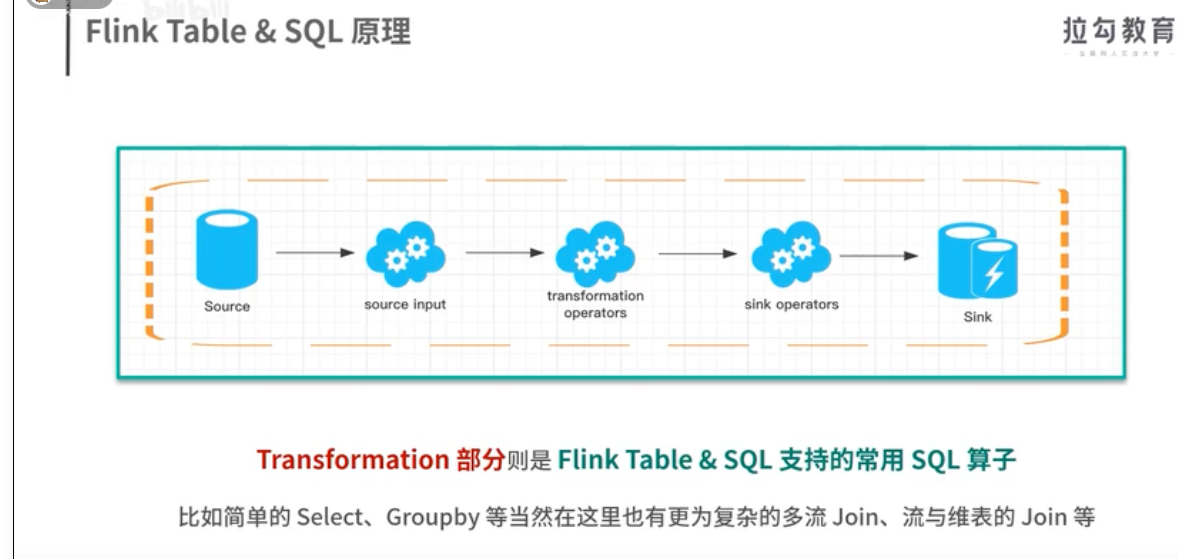 Flink Table & SQL 原理
拉勾教育
Source
source input
transformation
operators
sink operators
Sink
Transformation 部分则是 Flink Table & SQL 支持的常用 SQL 算子
比如简单的 Select、Groupby 等当然在这里也有更为复杂的多流 Join、流与维表的 Join 等